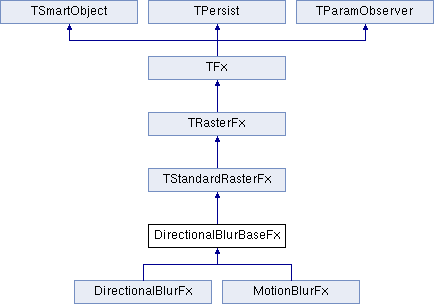 TSmartObject TPersist TParamObserver
TFx
TRasterFx
TStandardRasterFx
DirectionalBlurBaseFx
DirectionalBlurFx MotionBlurFx